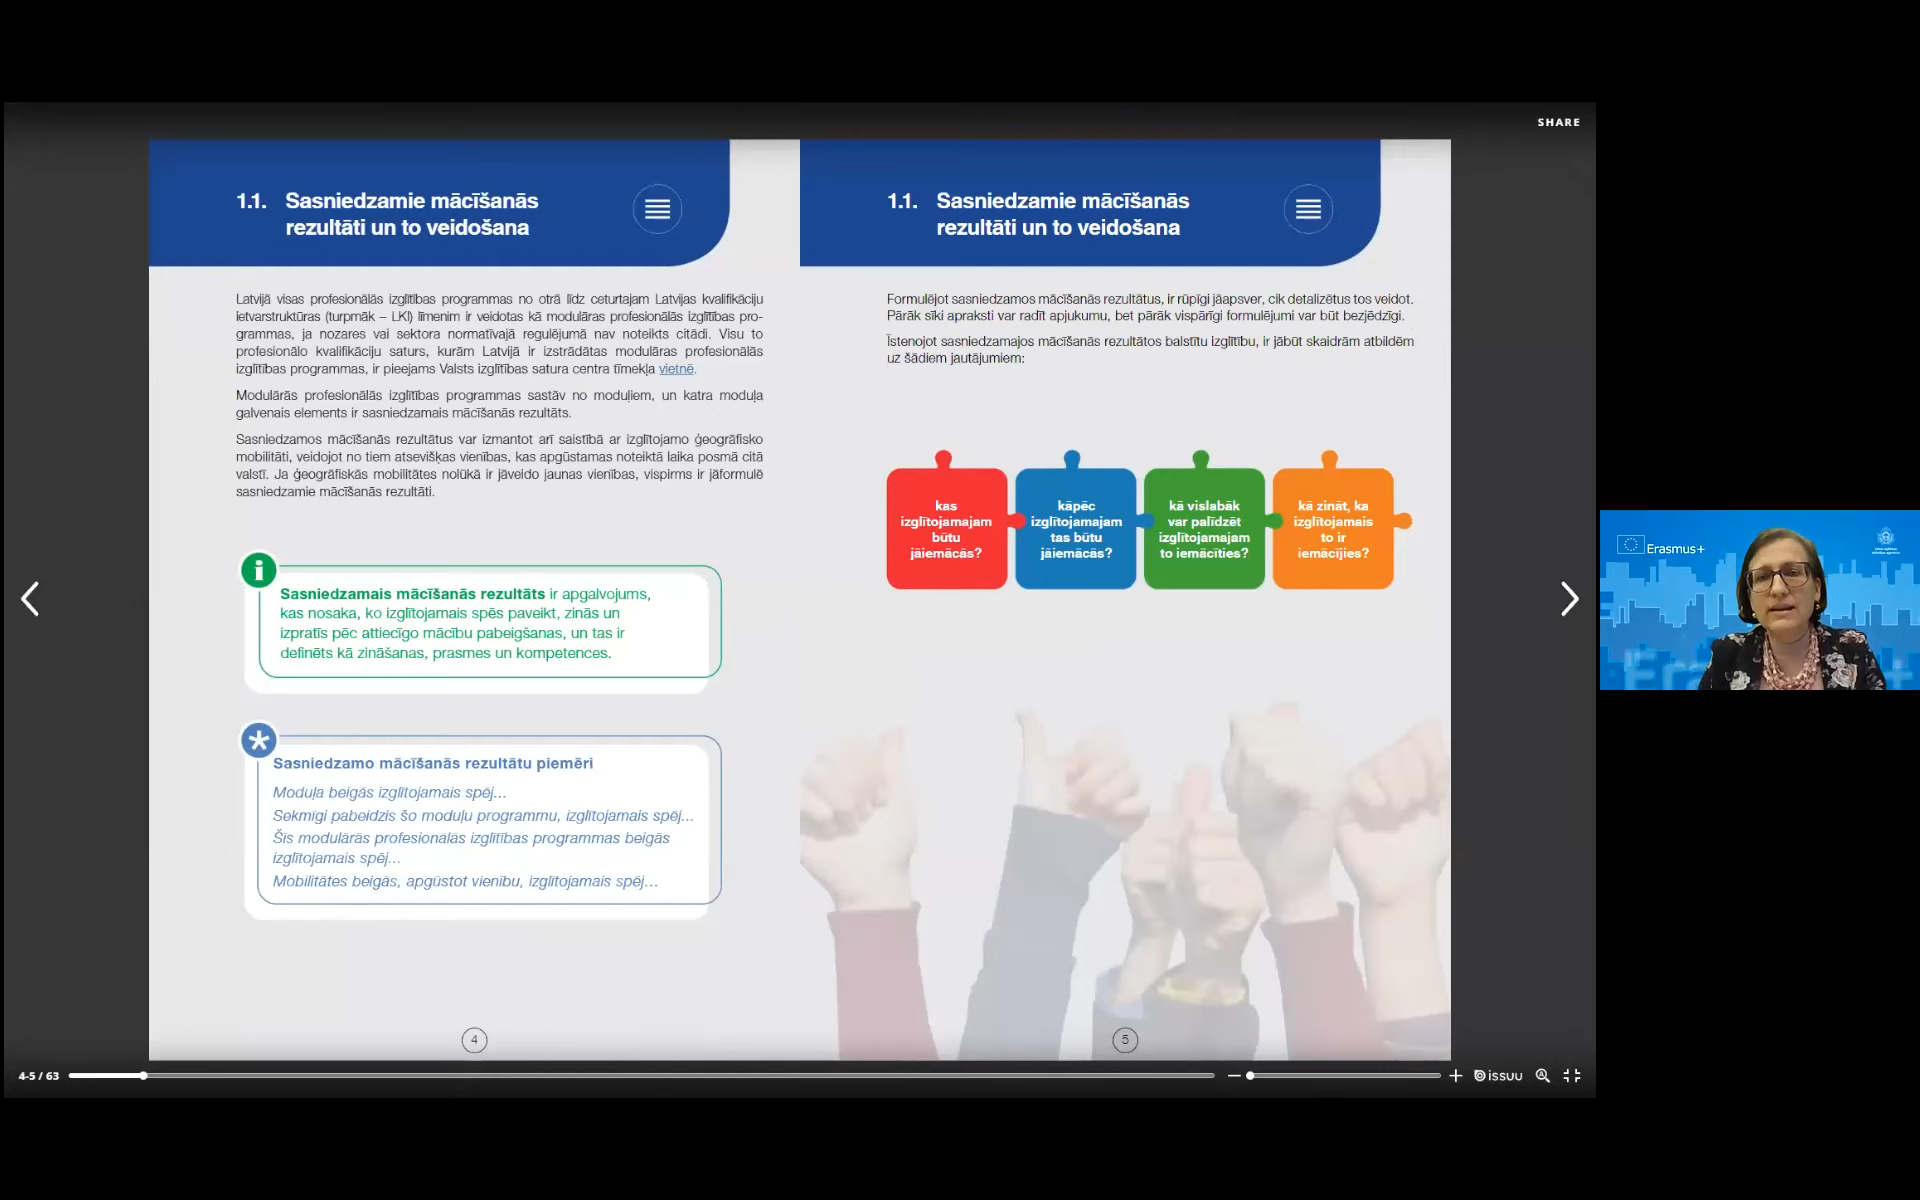 SHARE
1.1. Sasniedzamie mācīšanās
rezultāti un to veidošana
Latvijā visas profesionālās izglītības programmas no otrā līdz ceturtajam Latvijas kvalifikāciju
ietvarstruktūras (turpmāk – LKI) līmenim ir veidotas kā modulāras profesionālās izglītības pro-
grammas, ja nozares vai sektora normatīvajā regulējumā nav noteikts citādi. Visu to
profesionālo kvalifikāciju saturs, kurām Latvijā ir izstrādātas modulāras profesionālās
izglītības programmas, ir pieejams Valsts izglītības satura centra tīmekļa vietnē.
Modulārās profesionālās izglītības programmas sastāv no moduļiem, un katra moduļa
galvenais elements ir sasniedzamais mācīšanās rezultāts.
Sasniedzamos mācīšanās rezultātus var izmantot arī saistībā ar izglītojamo ģeogrāfisko
mobilitāti, veidojot no tiem atsevišķas vienības, kas apgūstamas noteiktā laika posmā citā
valstī. Ja ģeogrāfiskās mobilitātes nolūkā ir jāveido jaunas vienības, vispirms ir jāformulē
sasniedzamie mācīšanās rezultāti.
i
Sasniedzamais mācīšanās rezultāts ir apgalvojums,
kas nosaka, ko izglītojamais spēs paveikt, zinās un
izpratīs pēc attiecīgo mācību pabeigšanas, un tas ir
definēts kā zināšanas, prasmes un kompetences.
*
Sasniedzamo mācīšanās rezultātu piemēri
Moduļa beigās izglītojamais spēj...
Sekmīgi pabeidzis šo moduļu programmu, izglītojamais spēj...
Šīs modulārās profesionālās izglītības programmas beigās
izglītojamais spēj...
Mobilitātes beigās, apgūstot vienību, izglītojamais spēj...
4
1.1. Sasniedzamie mācīšanās
rezultāti un to veidošana
Formulējot sasniedzamos mācīšanās rezultātus, ir rūpīgi jāapsver, cik detalizētus tos veidot.
Pārāk sīki apraksti var radīt apjukumu, bet pārāk vispārīgi formulējumi var būt bezjēdzīgi.
Īstenojot sasniedzamajos mācīšanās rezultātos balstītu izglītību, ir jābūt skaidrām atbildēm
uz šādiem jautājumiem:
kas
izglītojamajam
būtu
jāiemācās?
kāpēc
izglītojamajam
tas būtu
jāiemācās?
kā vislabāk
var palīdzēt
izglītojamajam
to iemācīties?
kā zināt, ka
izglītojamais
to ir
iemācījies?
5
Erasmus+
4-5 / 63
issuu